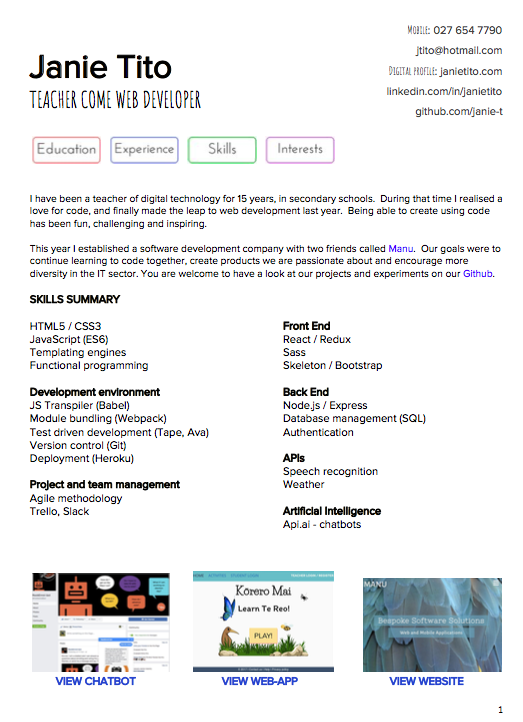 Mobile: 027 654 7790
jtito@hotmail.com
Janie Tito
Digital profile: janietito.com
TEACHER COME WEB DEVELOPER
linkedin.com/in/janietito
github.com/janie-t
Education Experience Skills Interests
I have been a teacher of digital technology for 15 years, in secondary schools. During that time I realised a
love for code, and finally made the leap to web development last year. Being able to create using code
has been fun, challenging and inspiring.
This year I established a software development company with two friends called Manu. Our goals were to
continue learning to code together, create products we are passionate about and encourage more
diversity in the IT sector. You are welcome to have a look at our projects and experiments on our Github.
SKILLS SUMMARY
HTML5 / CSS3
JavaScript (ES6)
Templating engines
Functional programming
Development environment
JS Transpiler (Babel)
Module bundling (Webpack)
Test driven development (Tape, Ava)
Version control (Git)
Deployment (Heroku)
Project and team management
Agile methodology
Trello, Slack
Front End
React / Redux
Sass
Skeleton / Bootstrap
Back End
Node.js / Express
Database management (SQL)
Authentication
APIs
Speech recognition
Weather
Artificial Intelligence
Api.ai - chatbots
VIEW CHATBOT
HOME
Kōrero Mai
Learn Te Reo!
PLAY!
VIEW WEB-APP
MANU
Bespoke Software Solutions
Web and Mobile Applications
VIEW WEBSITE
1